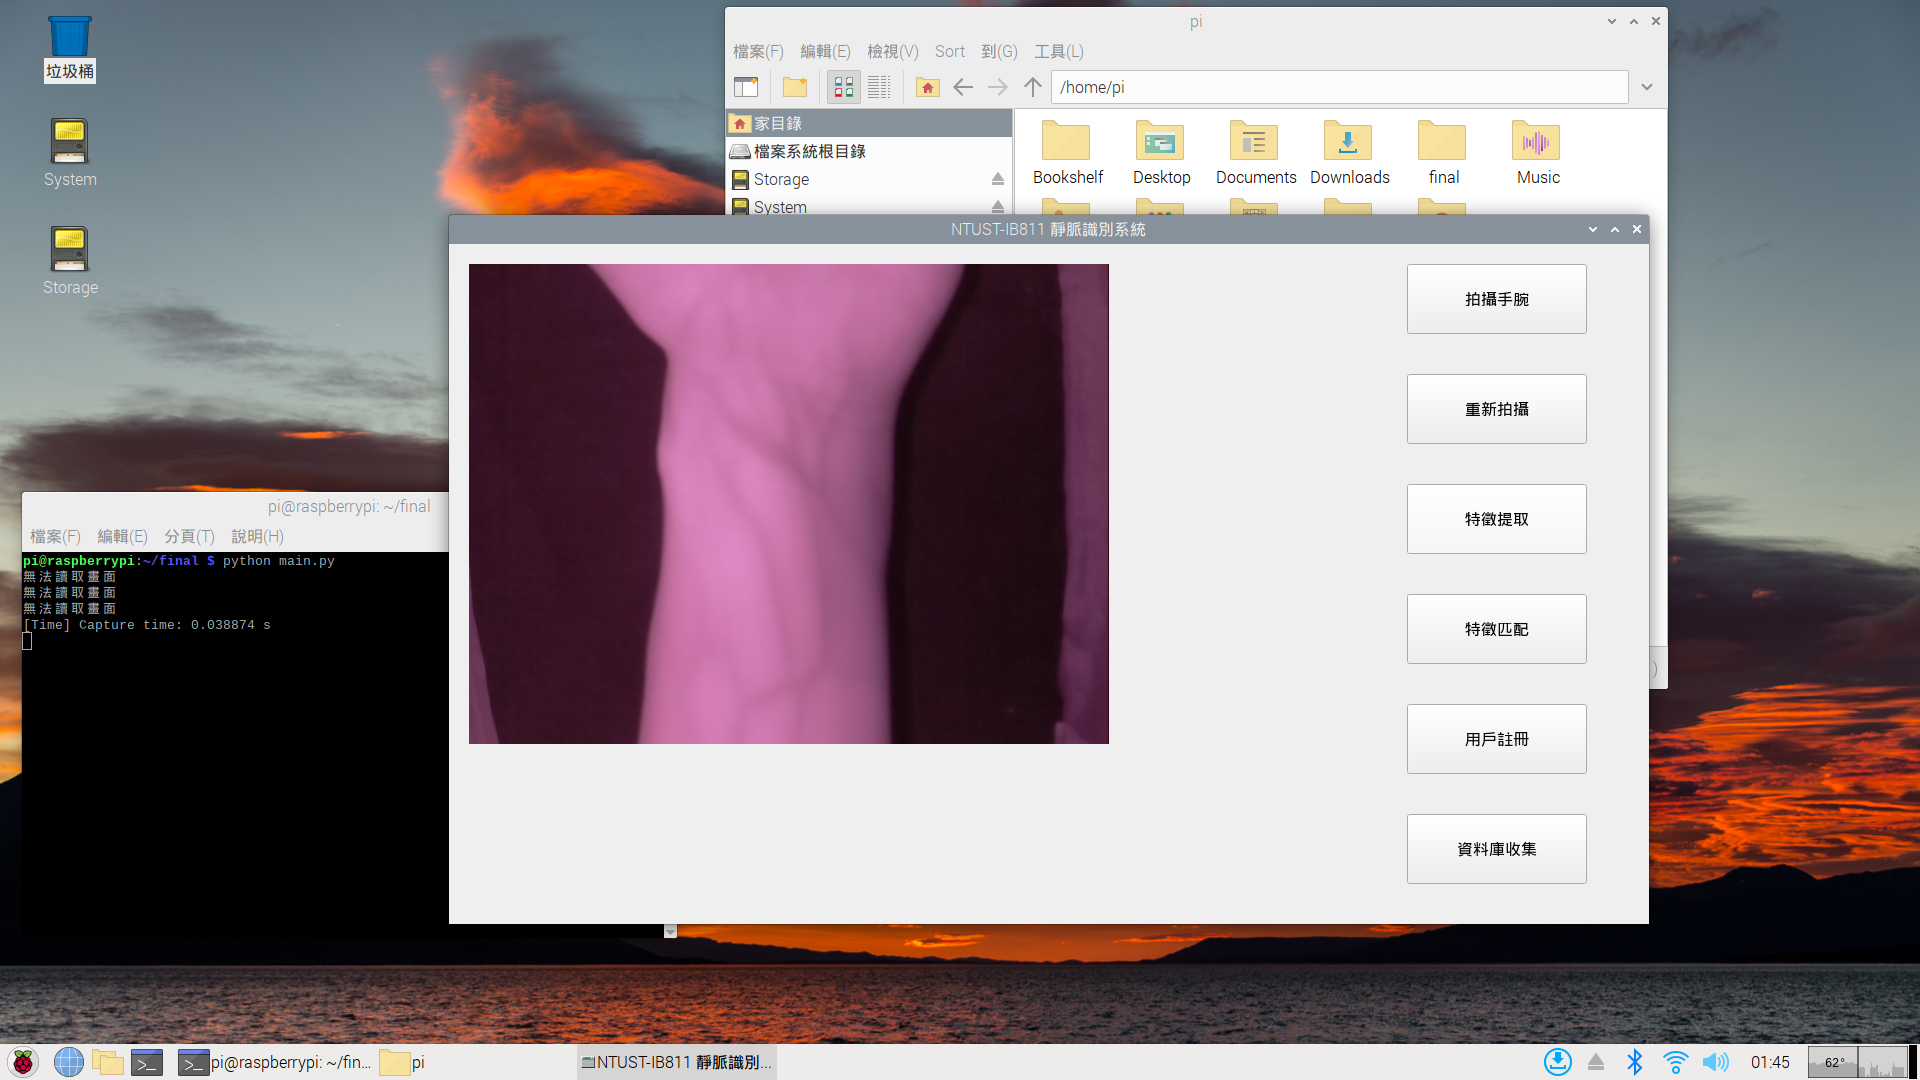 垃圾桶
System
Storage
pi
檔案(F) 編輯(E) 檢視(V) Sort 到(G) 工具(L)
/home/pi
家目錄
檔案系統根目錄
Storage
System
Bookshelf Desktop Documents Downloads final Music
NTUST-IB811 靜脈識別系統
拍攝手腕
重新拍攝
特徵提取
特徵匹配
用戶註冊
資料庫收集
)
pi@raspberrypi: ~/final
檔案(F) 編輯(E) 分頁(T) 說明(H)
pi@raspberrypi:~/final $ python main.py
無法讀取畫面
無法讀取畫面
無法讀取畫面
[Time] Capture time: 0.038874 s
pi@raspberrypi: ~/fin... pi NTUST-IB811 靜脈識別... 01:45 62°